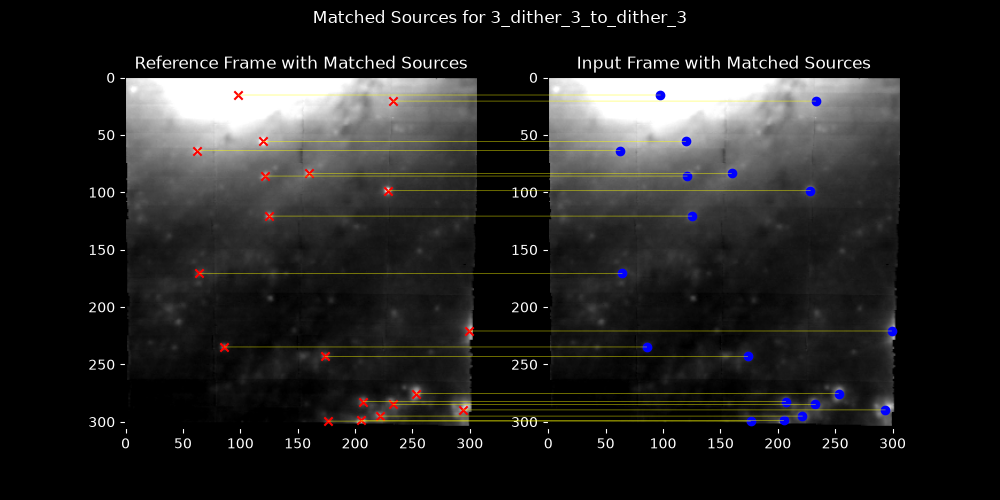 Matched Sources for 3_dither_3_to_dither_3
Reference Frame with Matched Sources
Input Frame with Matched Sources
0
50
100
150
200
250
300
0 50 100 150 200 250 300
0
50
100
150
200
250
300
0 50 100 150 200 250 300